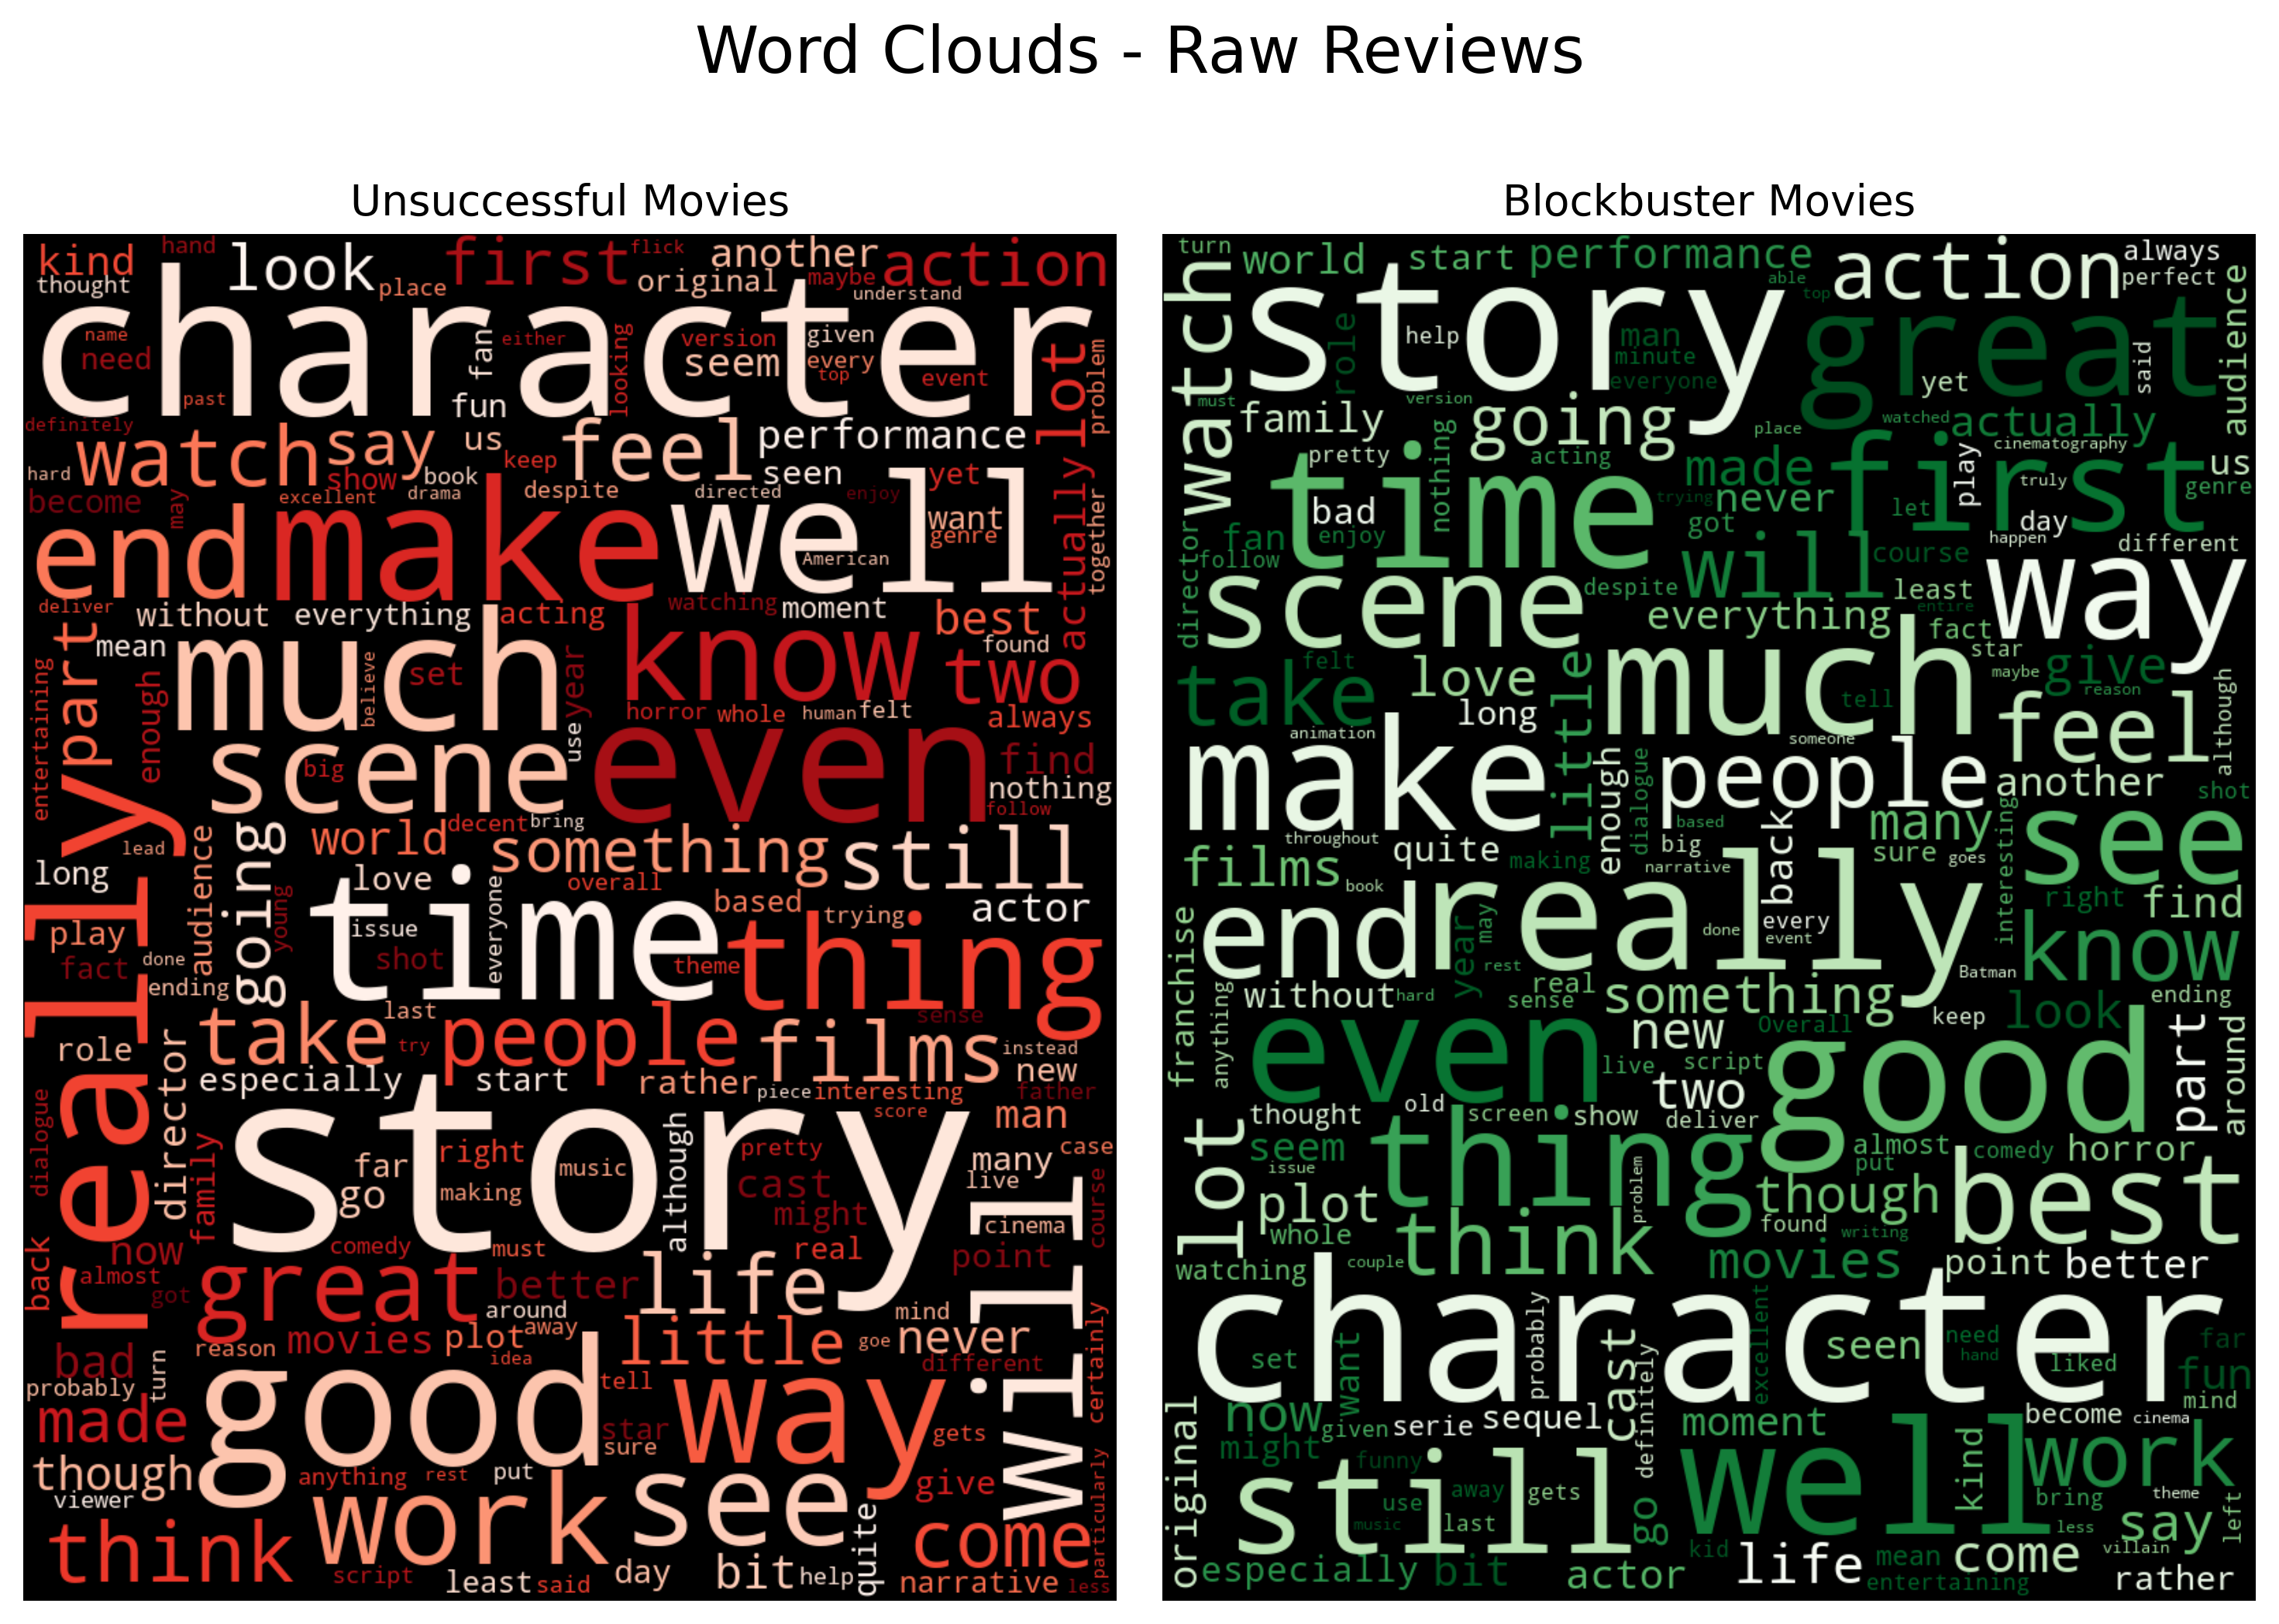 Word Clouds - Raw Reviews
Unsuccessful Movies
kind
hand
look
first
flick
another
action
thought
place
original
maybe
understand
character
name
need
fan
either
looking
version
seem
given
every
top
event
lot
problem
past
fun
definitely
watch
say
us
feel
performance
hard
show
book
keep
seen
yet
actually
become
may
excellent
drama
despite
directed
enjoy
end
make
well
want
genre
American
together
deliver
without
everything
acting
watching
moment
best
part
mean
found
much
know
two
entertaining
enough
believe
set
year
horror
whole
human
felt
always
scene
big
use
even
find
nothing
follow
really
lead
long
audience
going
world
decent
bring
something
still
young
love
overall
everyone
time
issue
based
trying
actor
play
fact
done
ending
shot
theme
thing
role
director
take
last
try
people
films
sense
instead
new
especially
start
rather
piece
interesting
father
score
story
man
dialogue
family
far
go
right
making
music
although
pretty
cast
might
many
live
case
cinema
course
will
back
now
almost
got
comedy
must
real
point
great
better
life
around
mind
reason
movies
plot
away
idea
little
goe
never
different
bad
probably
turn
good
tell
way
certainly
made
star
sure
gets
though
anything
rest
put
see
give
viewer
work
quite
come
particularly
think
script
least
said
day
bit
help
narrative
less
Blockbuster Movies
turn
world
start
performance
able
top
action
always
perfect
watch
story
help
role
man
minute
everyone
great
yet
said
audience
must
family
version
going
place
watched
actually
pretty
nothing
acting
made
first
cinematography
us
time
bad
trying
never
play
truly
genre
director
fan
enjoy
got
let
day
follow
will
course
happen
different
scene
despite
least
way
everything
entire
fact
star
take
felt
love
little
much
tell
maybe
give
reason
although
long
animation
make
people
someone
feel
another
shot
enough
dialogue
based
big
back
many
interesting
see
throughout
quite
making
narrative
sure
goes
films
book
end
really
done
every
event
right
find
franchise
year
may
rest
know
Batman
without
hard
sense
real
something
look
ending
anything
even
new
Overall
keep
good
part
around
live
script
two
thought
old
screen
show
deliver
lot
seem
issue
thing
almost
comedy
horror
put
plot
whole
problem
though
best
think
found
writing
watching
couple
movies
point
better
character
probably
cast
excellent
seen
need
hand
far
set
want
liked
fun
mind
original
now
might
given
serie
sequel
definitely
moment
well
become
cinema
kind
work
funny
still
use
away
gets
music
last
go
bring
theme
less
say
left
especially
bit
actor
kid
life
mean
come
villain
entertaining
rather